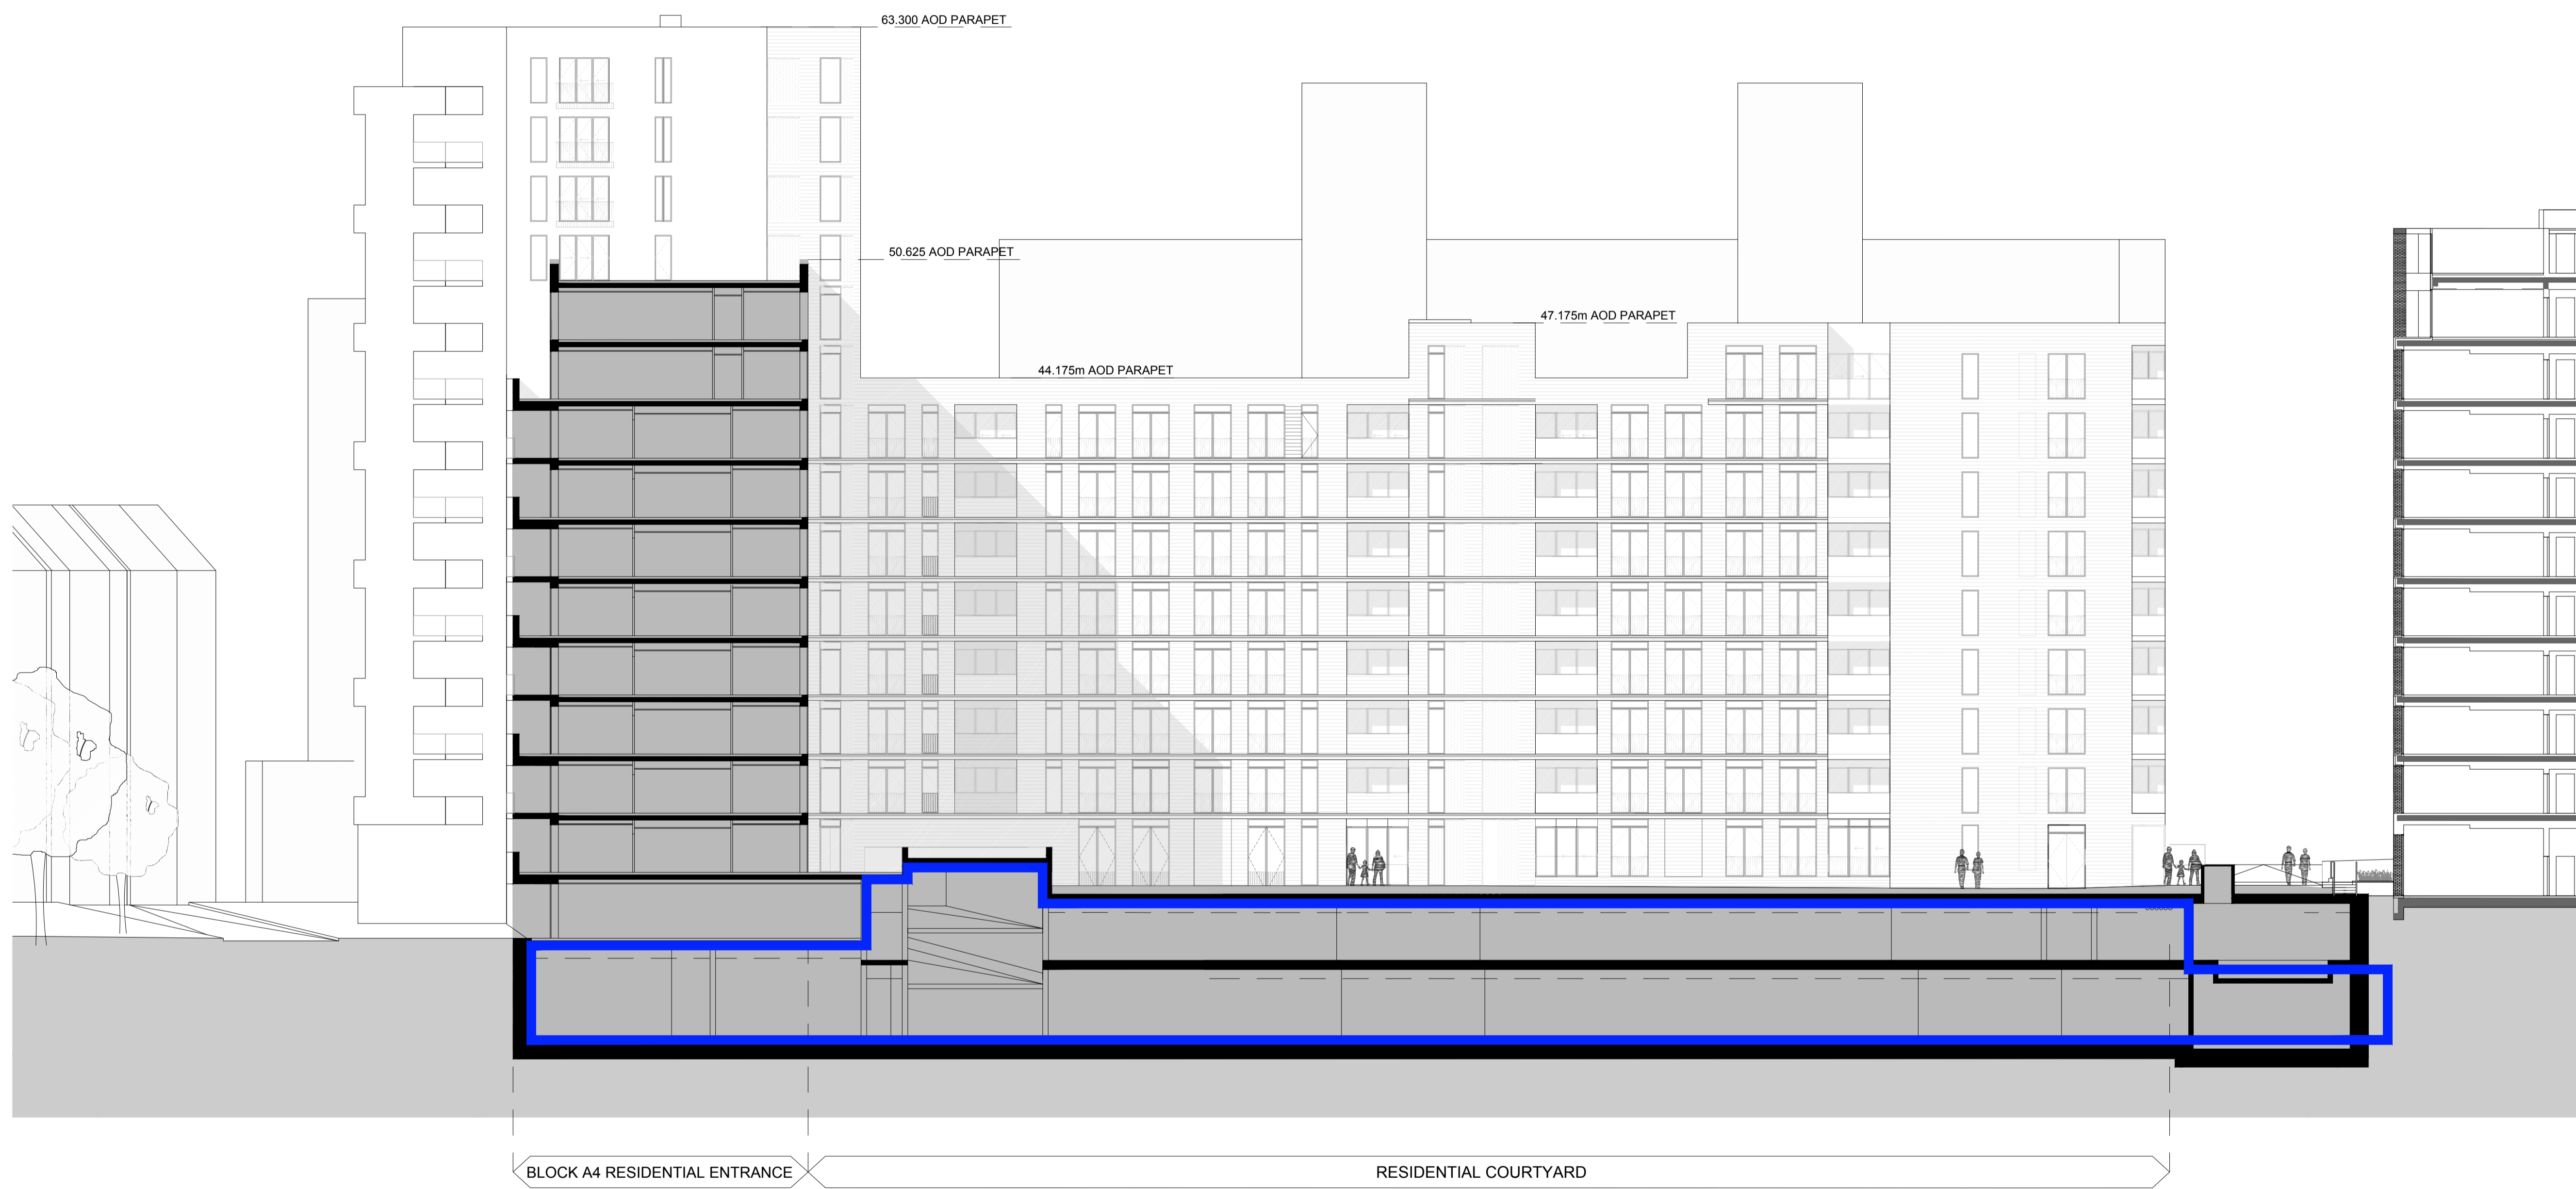 63.300 AOD PARAPET
50.625 AOD PARAPET
47.175m AOD PARAPET
44.175m AOD PARAPET
BLOCK A4 RESIDENTIAL ENTRANCE
RESIDENTIAL COURTYARD